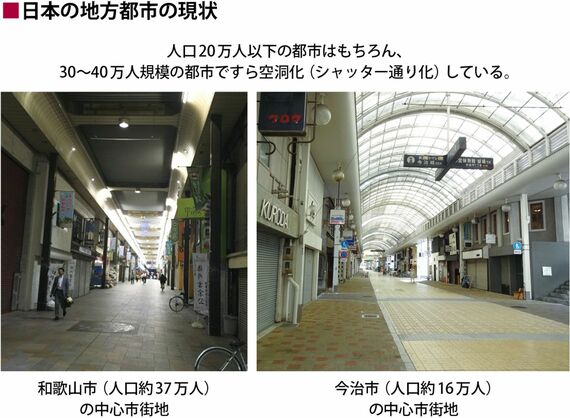 ■日本の地方都市の現状
人口20万人以下の都市はもちろん、
30〜40万人規模の都市ですら空洞化（シャッター通り化）している。
KURODA
和歌山市（人口約37万人）
の中心市街地
今治市（人口約16万人）
の中心市街地